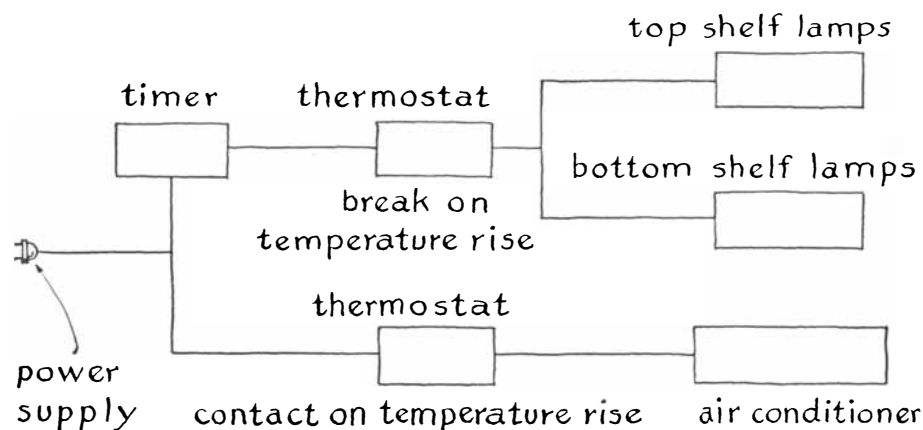 top shelf lamps
timer
thermostat
bottom shelf lamps
break on
temperature rise
thermostat
power
supply
contact on temperature rise
air conditioner